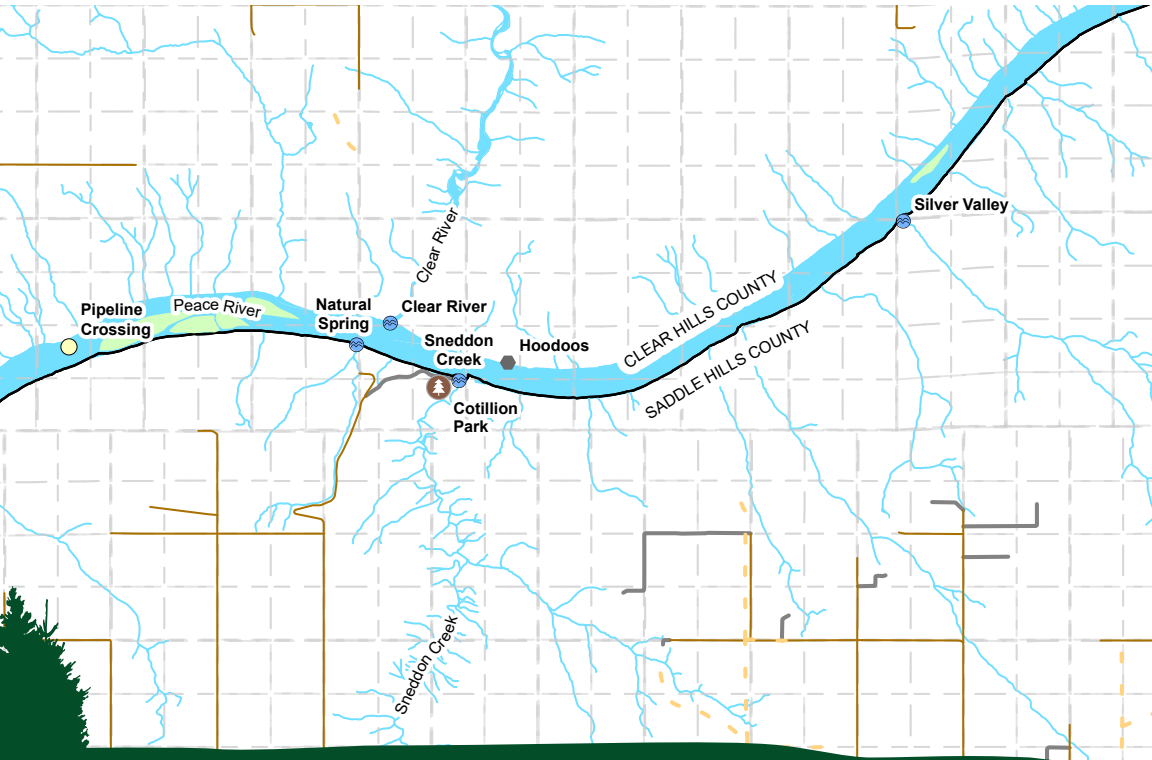 Silver Valley
Clear River
CLEAR HILLS COUNTY
Pipeline
Crossing
Peace River
Natural
Spring
Clear River
Sneddon
Creek
Hoodoos
SADDLE HILLS COUNTY
Cotillion
Park
Sneddon Creek